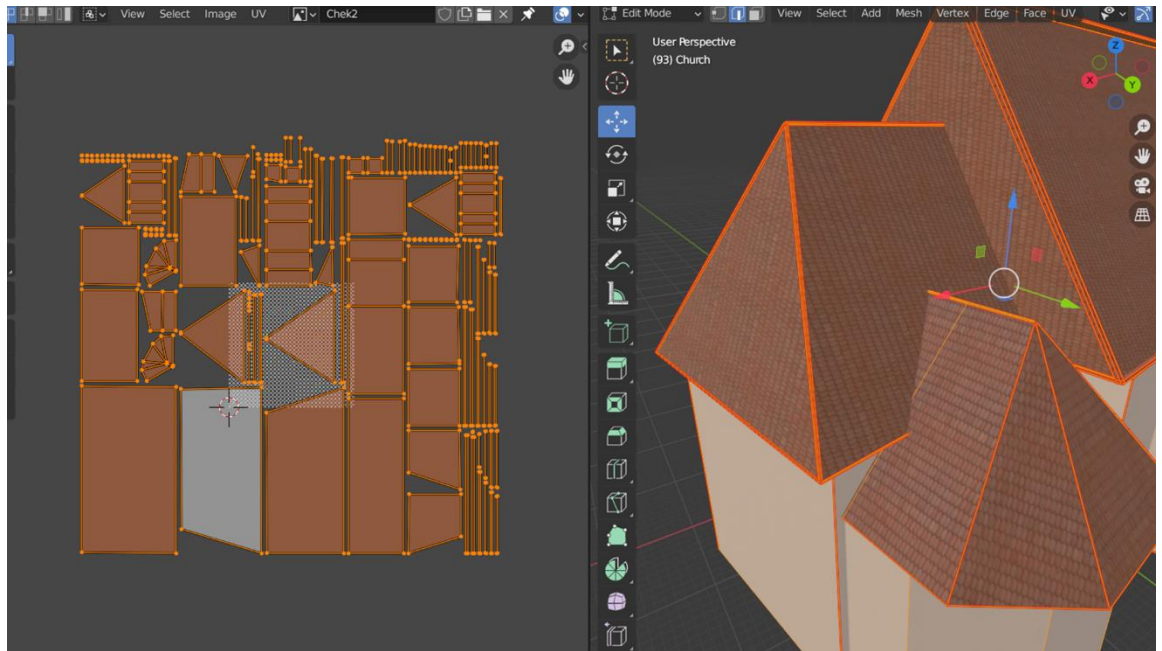 View Select Image UV Chek2
Edit Mode View Select Add Mesh Vertex Edge Face UV
User Perspective
(93) Church
Z
X
Y